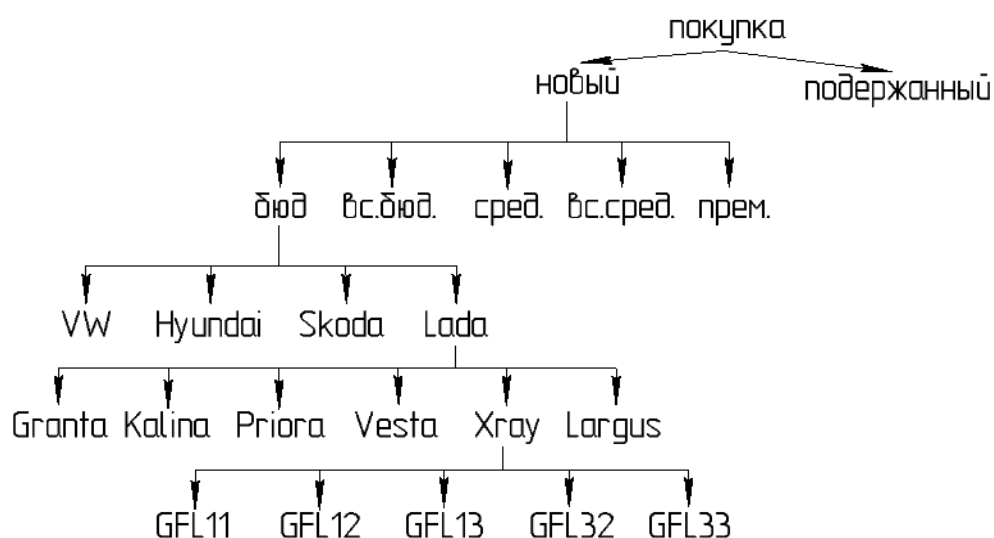 покупка
новый подержанный
бюд вс.бюд. сред. вс.сред. прем.
VW Hyundai Skoda Lada
Granta Kalina Priora Vesta Xray Largus
GFL11 GFL12 GFL13 GFL32 GFL33